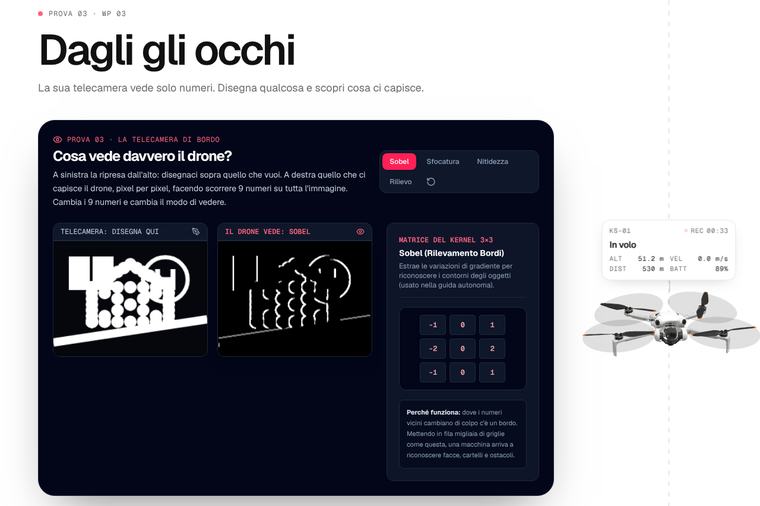 PROVA 03 · WP 03
Dagli gli occhi
La sua telecamera vede solo numeri. Disegna qualcosa e scopri cosa ci capisce.
PROVA 03 · LA TELECAMERA DI BORDO
Cosa vede davvero il drone?
A sinistra la ripresa dall'alto: disegnaci sopra quello che vuoi. A destra quello che ci
capisce il drone, pixel per pixel, facendo scorrere 9 numeri su tutta l'immagine.
Cambia i 9 numeri e cambia il modo di vedere.
Sobel
Sfocatura
Nitidezza
Rilievo
TELECAMERA: DISEGNA QUI
IL DRONE VEDE: SOBEL
MATRICE DEL KERNEL 3×3
Sobel (Rilevamento Bordi)
Estrae le variazioni di gradiente per
riconoscere i contorni degli oggetti
(usato nella guida autonoma).
-1 0 1
-2 0 2
-1 0 1
Perché funziona: dove i numeri
vicini cambiano di colpo c'è un bordo.
Mettendo in fila migliaia di griglie
come questa, una macchina arriva a
riconoscere facce, cartelli e ostacoli.
KS-01
REC 00:33
In volo
ALT 51.2 m VEL 0.0 m/s
DIST 530 m BATT 89%